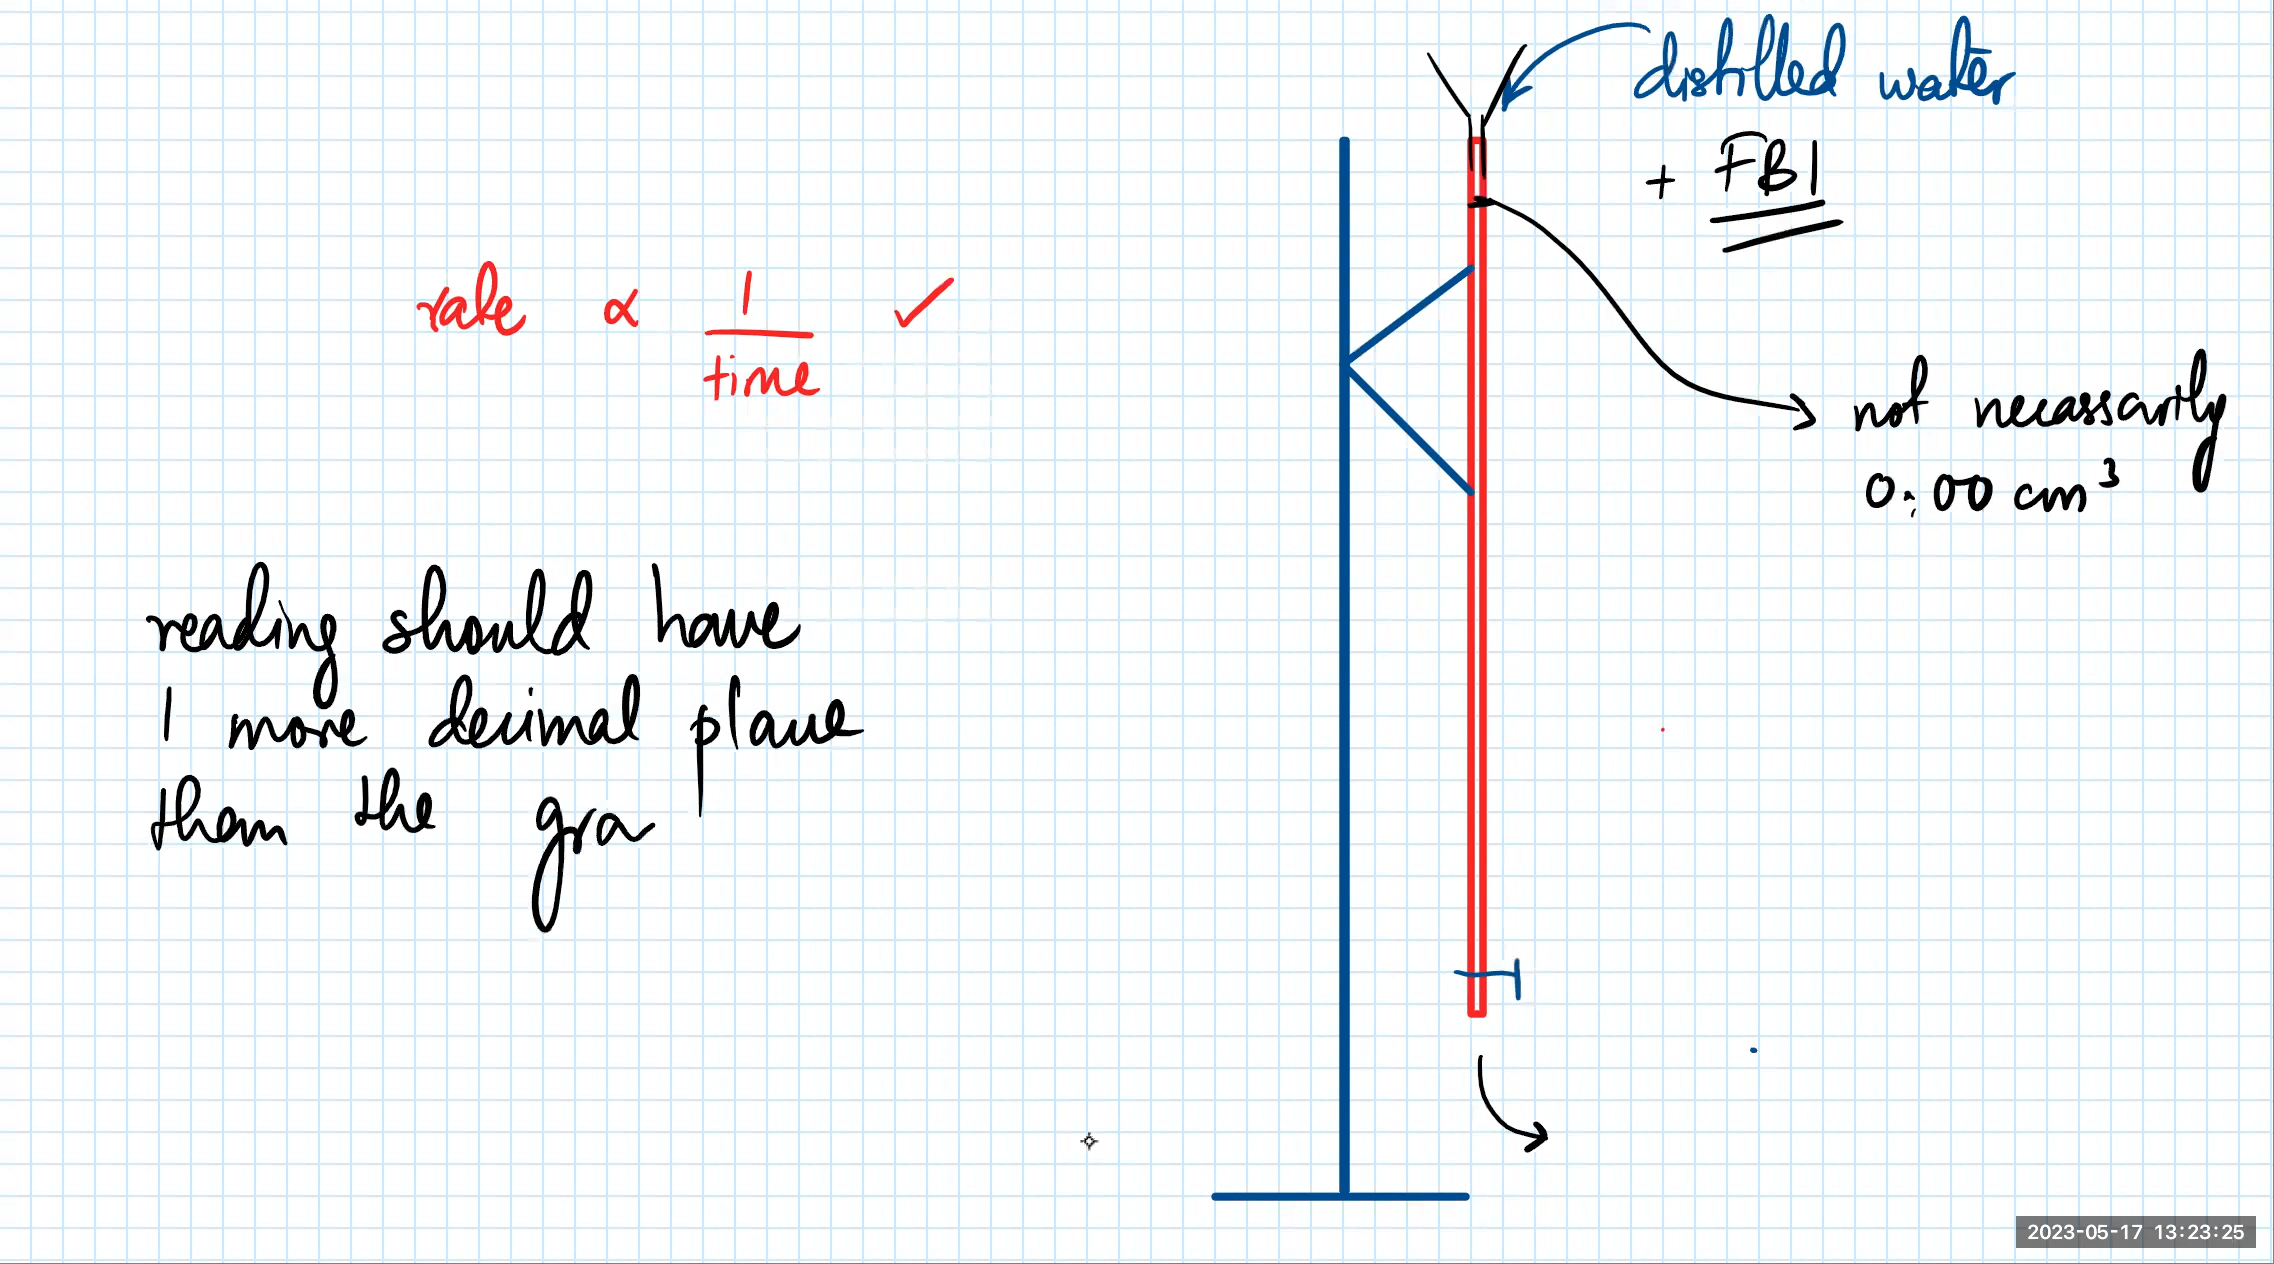 distilled water
+ FB1
rate ∝ 1
time
✓
not necassarily
0.00 cm³
reading should have
1 more decimal place
than the gra
2023-05-17 13:23:25